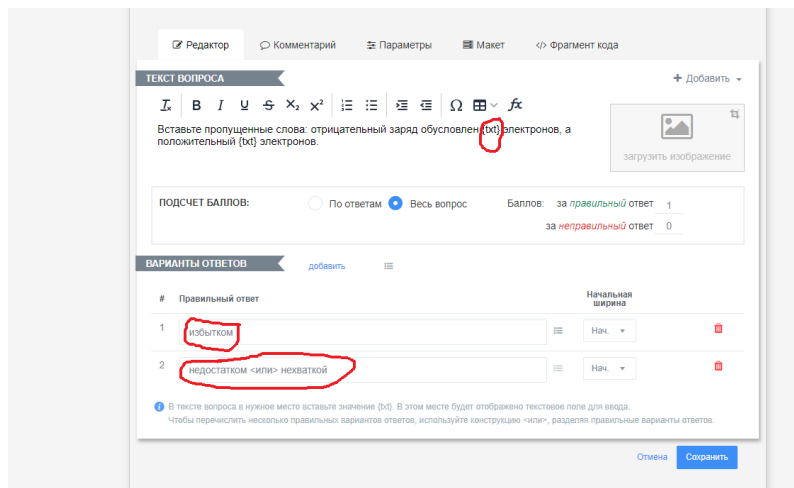 Редактор Комментарий Параметры Макет </> Фрагмент кода
ТЕКСТ ВОПРОСА + Добавить
Tx B I U S X₂ X² Ω fx
Вставьте пропущенные слова: отрицательный заряд обусловлен {txt} электронов, а
положительный {txt} электронов.
загрузить изображение
ПОДСЧЕТ БАЛЛОВ: По ответам Весь вопрос Баллов: за правильный ответ 1
за неправильный ответ 0
ВАРИАНТЫ ОТВЕТОВ добавить
# Правильный ответ Начальная
ширина
1 избытком Нач.
2 недостатком <или> нехваткой Нач.
В тексте вопроса в нужное место вставьте значение {txt}. В этом месте будет отображено текстовое поле для ввода.
Чтобы перечислить несколько правильных вариантов ответов, используйте конструкцию <или>, разделяя правильные варианты ответов.
Отмена Сохранить